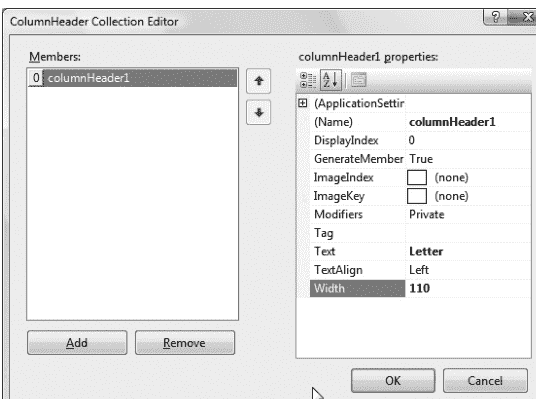 ColumnHeader Collection Editor
Members:
0 columnHeader1
Add
Remove
columnHeader1 properties:
(ApplicationSettir
(Name) columnHeader1
DisplayIndex 0
GenerateMember True
ImageIndex (none)
ImageKey (none)
Modifiers Private
Tag
Text Letter
TextAlign Left
Width 110
OK
Cancel